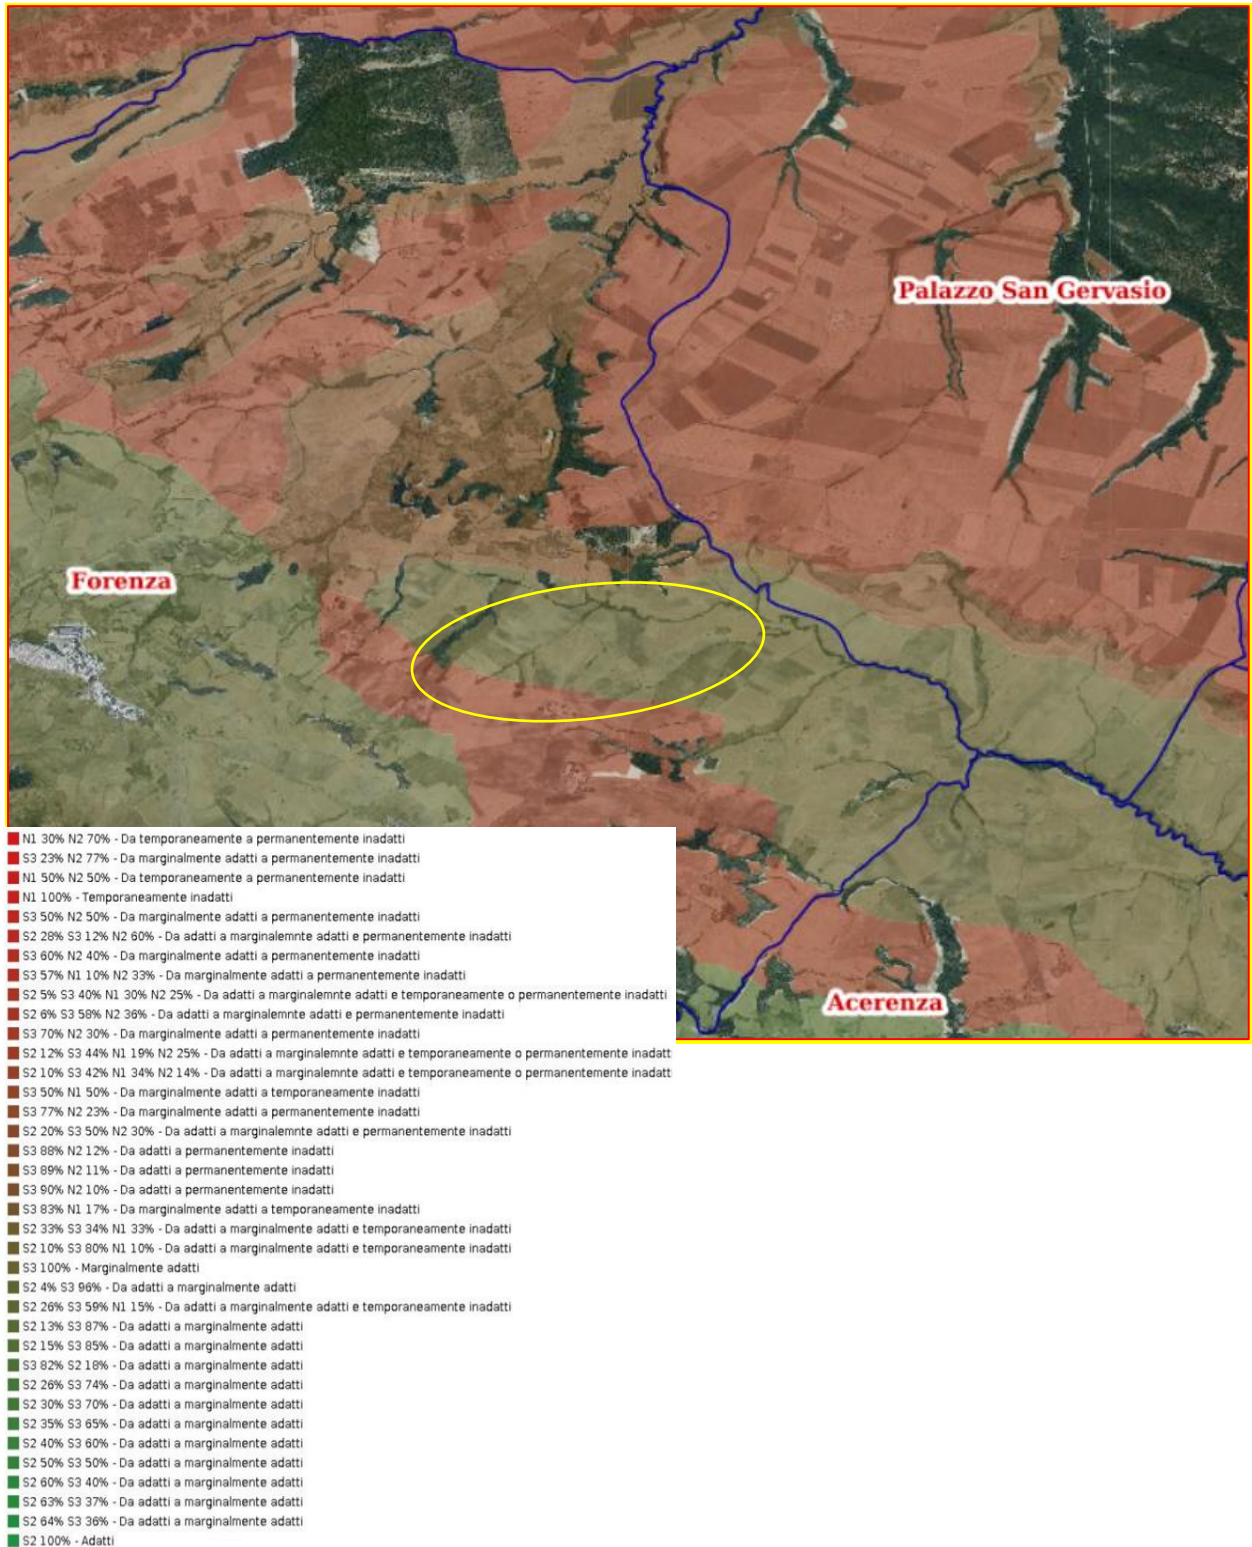 Palazzo San Gervasio
Forenza
Acerenza
N1 30% N2 70% - Da temporaneamente a permanentemente inadatti
S3 23% N2 77% - Da marginalmente adatti a permanentemente inadatti
N1 50% N2 50% - Da temporaneamente a permanentemente inadatti
N1 100% - Temporaneamente inadatti
S3 50% N2 50% - Da marginalmente adatti a permanentemente inadatti
S2 28% S3 12% N2 60% - Da adatti a marginalemnte adatti e permanentemente inadatti
S3 60% N2 40% - Da marginalmente adatti a permanentemente inadatti
S3 57% N1 10% N2 33% - Da marginalmente adatti a permanentemente inadatti
S2 5% S3 40% N1 30% N2 25% - Da adatti a marginalemnte adatti e temporaneamente o permanentemente inadatti
S2 6% S3 58% N2 36% - Da adatti a marginalemnte adatti e permanentemente inadatti
S3 70% N2 30% - Da marginalmente adatti a permanentemente inadatti
S2 12% S3 44% N1 19% N2 25% - Da adatti a marginalemnte adatti e temporaneamente o permanentemente inadatt
S2 10% S3 42% N1 34% N2 14% - Da adatti a marginalemnte adatti e temporaneamente o permanentemente inadatt
S3 50% N1 50% - Da marginalmente adatti a temporaneamente inadatti
S3 77% N2 23% - Da marginalmente adatti a permanentemente inadatti
S2 20% S3 50% N2 30% - Da adatti a marginalemnte adatti e permanentemente inadatti
S3 88% N2 12% - Da adatti a permanentemente inadatti
S3 89% N2 11% - Da adatti a permanentemente inadatti
S3 90% N2 10% - Da adatti a permanentemente inadatti
S3 83% N1 17% - Da marginalmente adatti a temporaneamente inadatti
S2 33% S3 34% N1 33% - Da adatti a marginalmente adatti e temporaneamente inadatti
S2 10% S3 80% N1 10% - Da adatti a marginalmente adatti e temporaneamente inadatti
S3 100% - Marginalmente adatti
S2 4% S3 96% - Da adatti a marginalmente adatti
S2 26% S3 59% N1 15% - Da adatti a marginalmente adatti e temporaneamente inadatti
S2 13% S3 87% - Da adatti a marginalmente adatti
S2 15% S3 85% - Da adatti a marginalmente adatti
S3 82% S2 18% - Da adatti a marginalmente adatti
S2 26% S3 74% - Da adatti a marginalmente adatti
S2 30% S3 70% - Da adatti a marginalmente adatti
S2 35% S3 65% - Da adatti a marginalmente adatti
S2 40% S3 60% - Da adatti a marginalmente adatti
S2 50% S3 50% - Da adatti a marginalmente adatti
S2 60% S3 40% - Da adatti a marginalmente adatti
S2 63% S3 37% - Da adatti a marginalmente adatti
S2 64% S3 36% - Da adatti a marginalmente adatti
S2 100% - Adatti